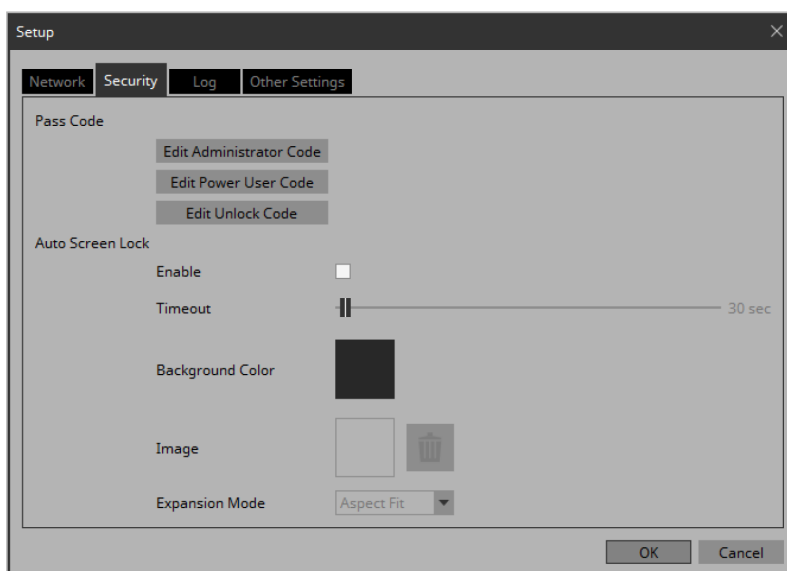 Setup
Network Security Log Other Settings
Pass Code
Edit Administrator Code
Edit Power User Code
Edit Unlock Code
Auto Screen Lock
Enable
Timeout 30 sec
Background Color
Image
Expansion Mode Aspect Fit
OK Cancel